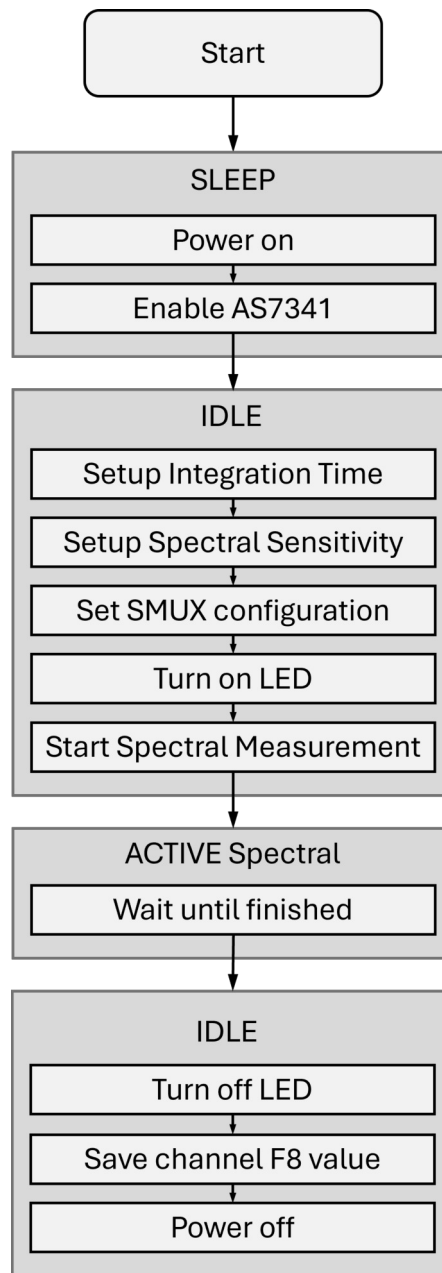 Start
SLEEP
Power on
Enable AS7341
IDLE
Setup Integration Time
Setup Spectral Sensitivity
Set SMUX configuration
Turn on LED
Start Spectral Measurement
ACTIVE Spectral
Wait until finished
IDLE
Turn off LED
Save channel F8 value
Power off